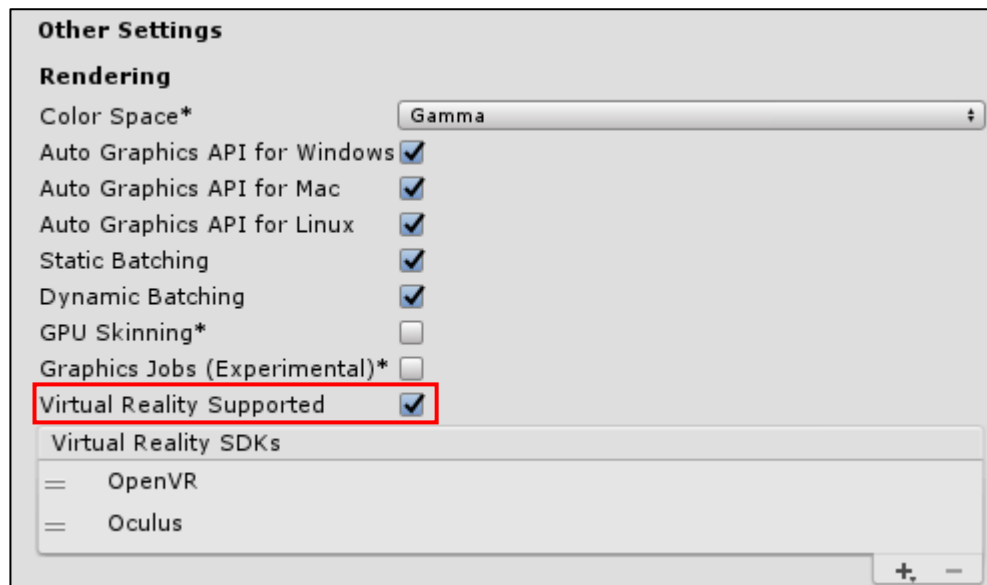 Other Settings
Rendering
Color Space* Gamma
Auto Graphics API for Windows
Auto Graphics API for Mac
Auto Graphics API for Linux
Static Batching
Dynamic Batching
GPU Skinning*
Graphics Jobs (Experimental)*
Virtual Reality Supported
Virtual Reality SDKs
OpenVR
Oculus